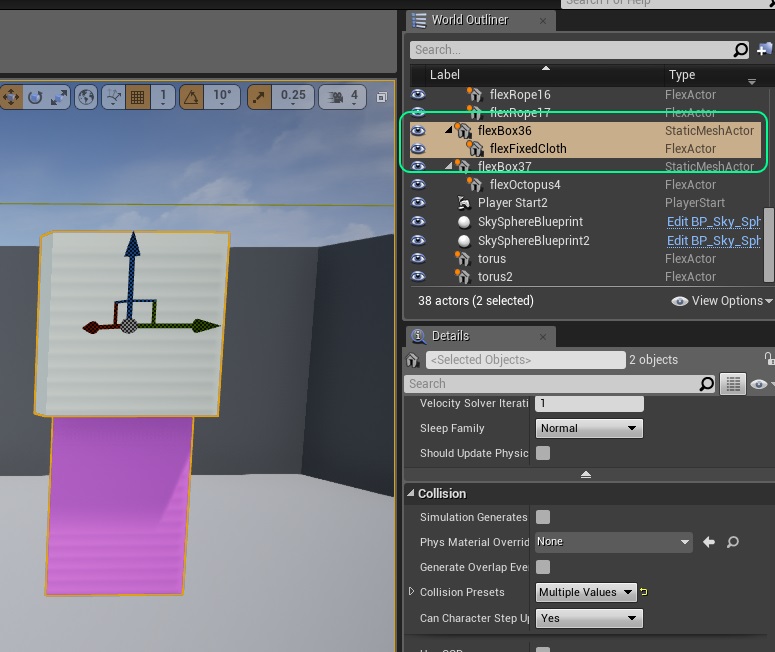 Search For Help
World Outliner
Search...
Label Type
flexRope16 FlexActor
flexRope17 FlexActor
flexBox36 StaticMeshActor
flexFixedCloth FlexActor
flexBox37 StaticMeshActor
flexOctopus4 FlexActor
Player Start2 PlayerStart
SkySphereBlueprint Edit BP_Sky_Sph
SkySphereBlueprint2 Edit BP_Sky_Sph
torus FlexActor
torus2 FlexActor
38 actors (2 selected) View Options
1 10° 0.25 4
Details
<Selected Objects> 2 objects
Search
Velocity Solver Iterati 1
Sleep Family Normal
Should Update Physic
Collision
Simulation Generates
Phys Material Overrid None
Generate Overlap Eve
Collision Presets Multiple Values
Can Character Step Up Yes